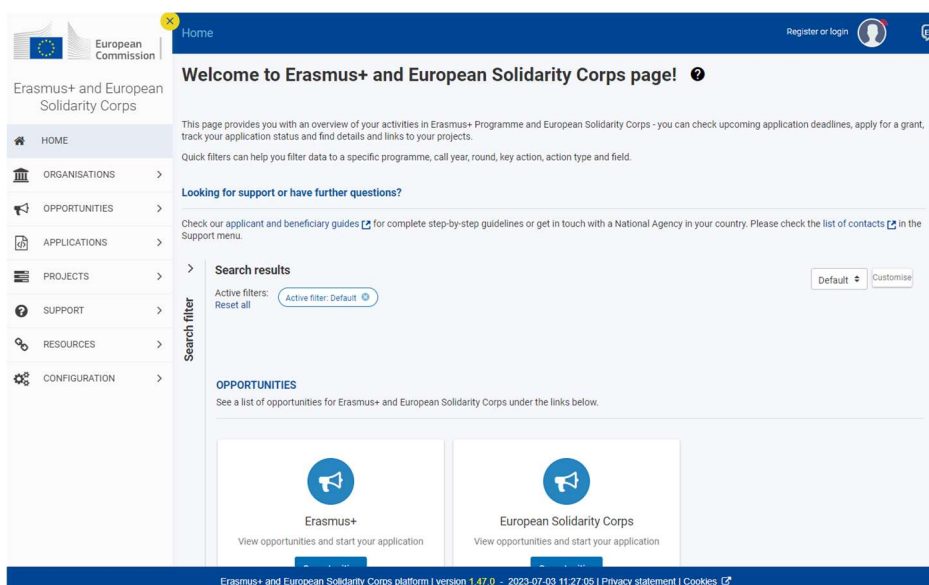 European
Commission
Erasmus+ and European
Solidarity Corps
HOME
ORGANISATIONS
OPPORTUNITIES
APPLICATIONS
PROJECTS
SUPPORT
RESOURCES
CONFIGURATION
Home
Register or login
Welcome to Erasmus+ and European Solidarity Corps page!
This page provides you with an overview of your activities in Erasmus+ Programme and European Solidarity Corps - you can check upcoming application deadlines, apply for a grant,
track your application status and find details and links to your projects.
Quick filters can help you filter data to a specific programme, call year, round, key action, action type and field.
Looking for support or have further questions?
Check our applicant and beneficiary guides for complete step-by-step guidelines or get in touch with a National Agency in your country. Please check the list of contacts in the
Support menu.
Search filter
Search results
Active filters:
Reset all
Active filter: Default
Default
Customise
OPPORTUNITIES
See a list of opportunities for Erasmus+ and European Solidarity Corps under the links below.
Erasmus+
View opportunities and start your application
European Solidarity Corps
View opportunities and start your application
Erasmus+ and European Solidarity Corps platform | version 1.47.0 - 2023-07-03 11:27:05 | Privacy statement | Cookies